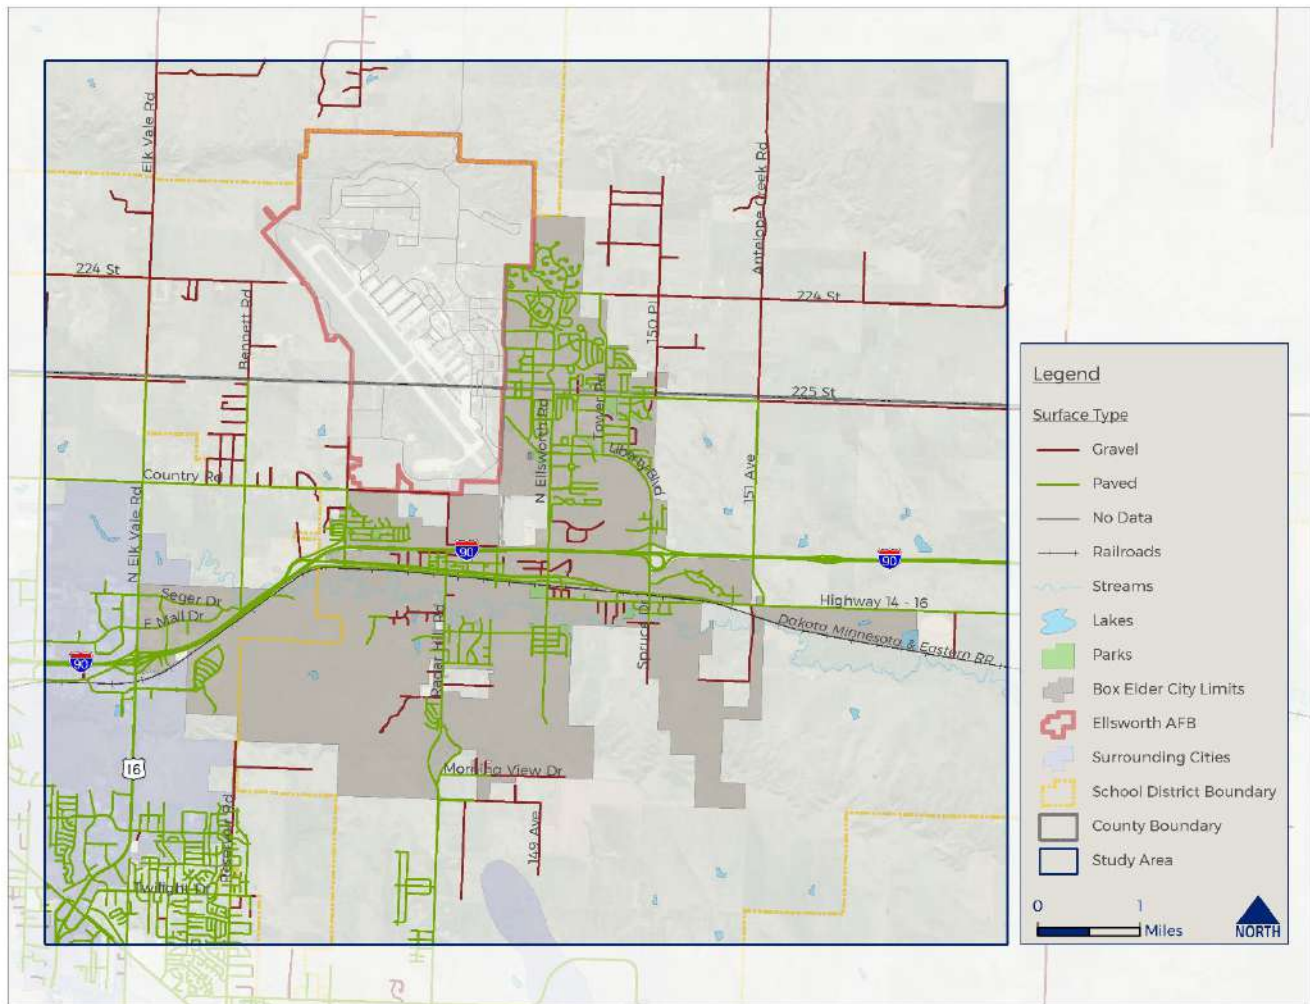 Elk Vale Rd
Antelope Creek Rd
224 St
224 St
Bennett Rd
150 Pl
225 St
Tower Rd
N Ellsworth Rd
Liberty Blvd
Country Rd
N Elk Vale Rd
151 Ave
90
90
Seger Dr
E Mall Dr
Highway 14 - 16
Dakota Minnesota & Eastern RR
Spruce Dr
Radar Hill Rd
90
16
Morning View Dr
Reservoir Rd
149 Ave
Twilight Dr
Legend
Surface Type
Gravel
Paved
No Data
Railroads
Streams
Lakes
Parks
Box Elder City Limits
Ellsworth AFB
Surrounding Cities
School District Boundary
County Boundary
Study Area
0 1
Miles
NORTH